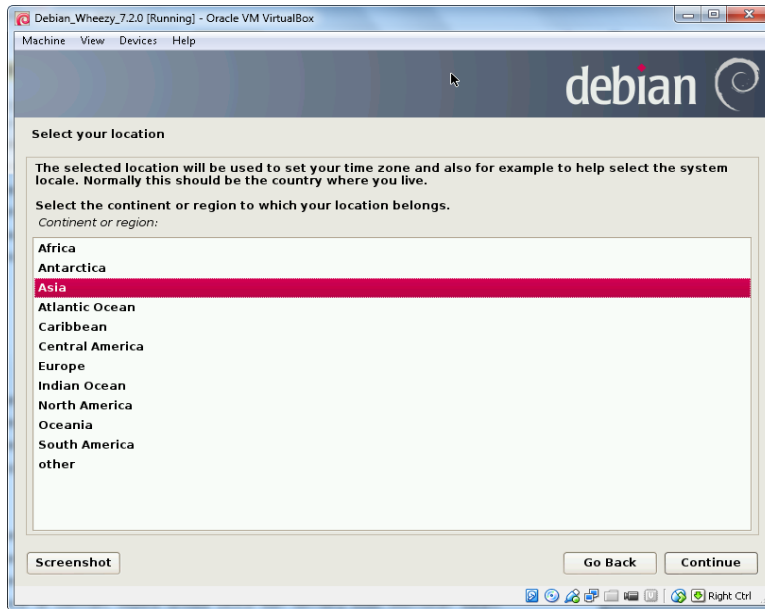 Debian_Wheezy_7.2.0 [Running] - Oracle VM VirtualBox
Machine View Devices Help
debian
Select your location
The selected location will be used to set your time zone and also for example to help select the system
locale. Normally this should be the country where you live.
Select the continent or region to which your location belongs.
Continent or region:
Africa
Antarctica
Asia
Atlantic Ocean
Caribbean
Central America
Europe
Indian Ocean
North America
Oceania
South America
other
Screenshot Go Back Continue
Right Ctrl